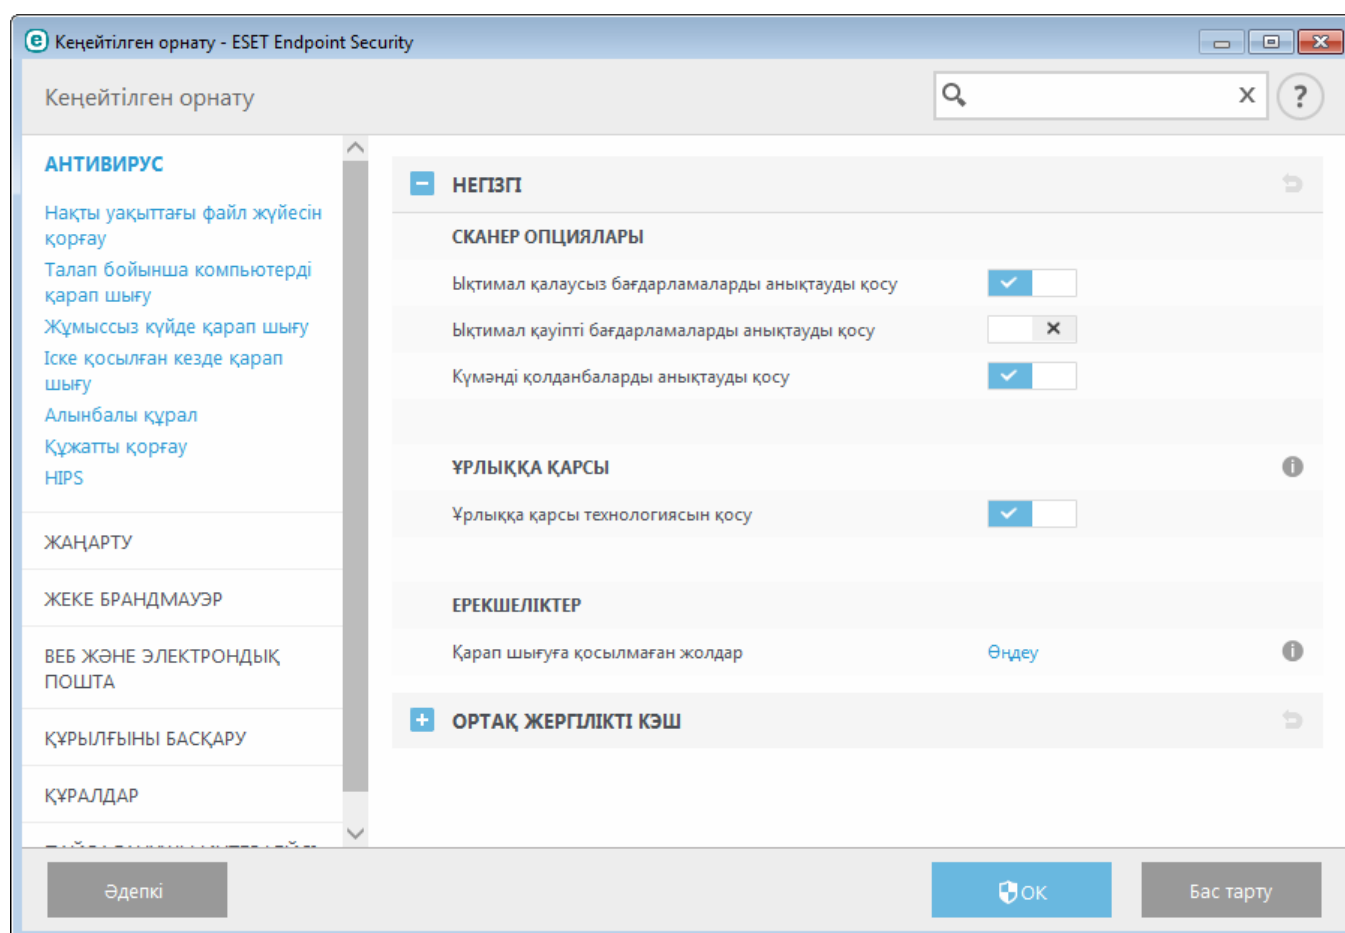 Кеңейтілген орнату - ESET Endpoint Security
Кеңейтілген орнату
АНТИВИРУС
Нақты уақыттағы файл жүйесін
қорғау
Талап бойынша компьютерді
қарап шығу
Жұмыссыз күйде қарап шығу
Іске қосылған кезде қарап
шығу
Алынбалы құрал
Құжатты қорғау
HIPS
ЖАҢАРТУ
ЖЕКЕ БРАНДМАУЭР
ВЕБ ЖӘНЕ ЭЛЕКТРОНДЫҚ
ПОШТА
ҚҰРЫЛҒЫНЫ БАСҚАРУ
ҚҰРАЛДАР
НЕГІЗГІ
СКАНЕР ОПЦИЯЛАРЫ
Ықтимал қалаусыз бағдарламаларды анықтауды қосу
Ықтимал қауіпті бағдарламаларды анықтауды қосу
Күмәнді қолданбаларды анықтауды қосу
ҰРЛЫҚҚА ҚАРСЫ
Ұрлыққа қарсы технологиясын қосу
ЕРЕКШЕЛІКТЕР
Қарап шығуға қосылмаған жолдар Өңдеу
ОРТАҚ ЖЕРГІЛІКТІ КЭШ
Әдепкі
OK
Бас тарту